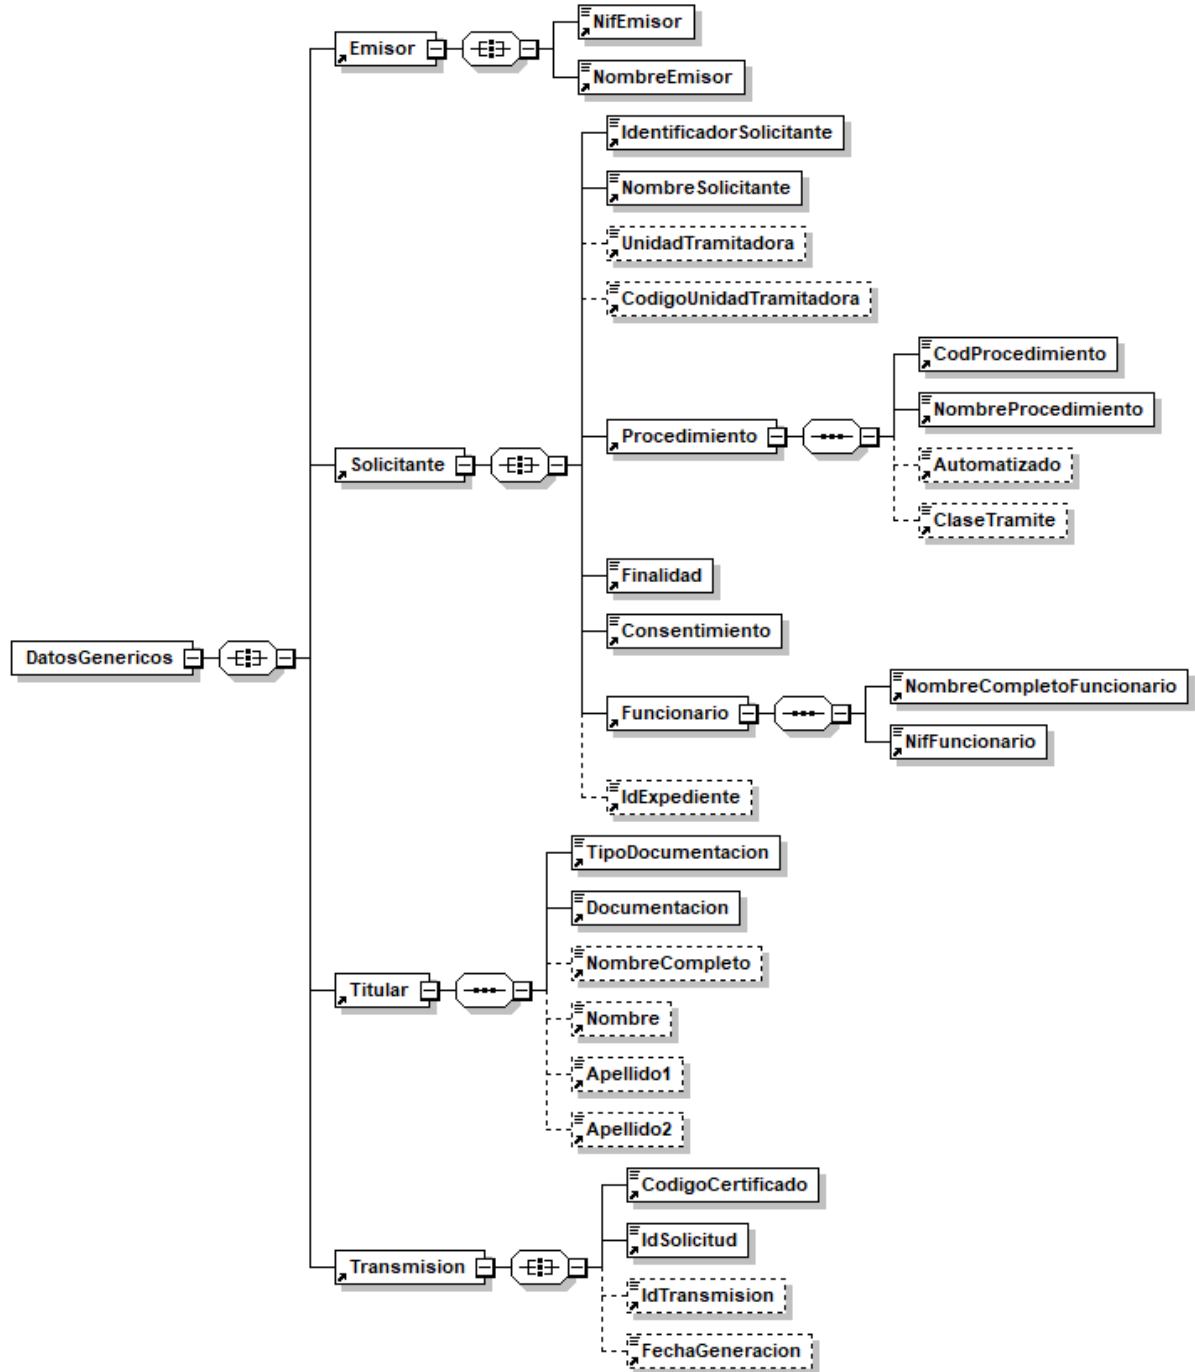 Emisor
NifEmisor
NombreEmisor
IdentificadorSolicitante
NombreSolicitante
UnidadTramitadora
CodigoUnidadTramitadora
CodProcedimiento
NombreProcedimiento
Procedimiento
Automatizado
Solicitante
ClaseTramite
Finalidad
Consentimiento
DatosGenericos
NombreCompletoFuncionario
Funcionario
NifFuncionario
IdExpediente
TipoDocumentacion
Documentacion
NombreCompleto
Titular
Nombre
Apellido1
Apellido2
CodigoCertificado
IdSolicitud
Transmision
IdTransmision
FechaGeneracion